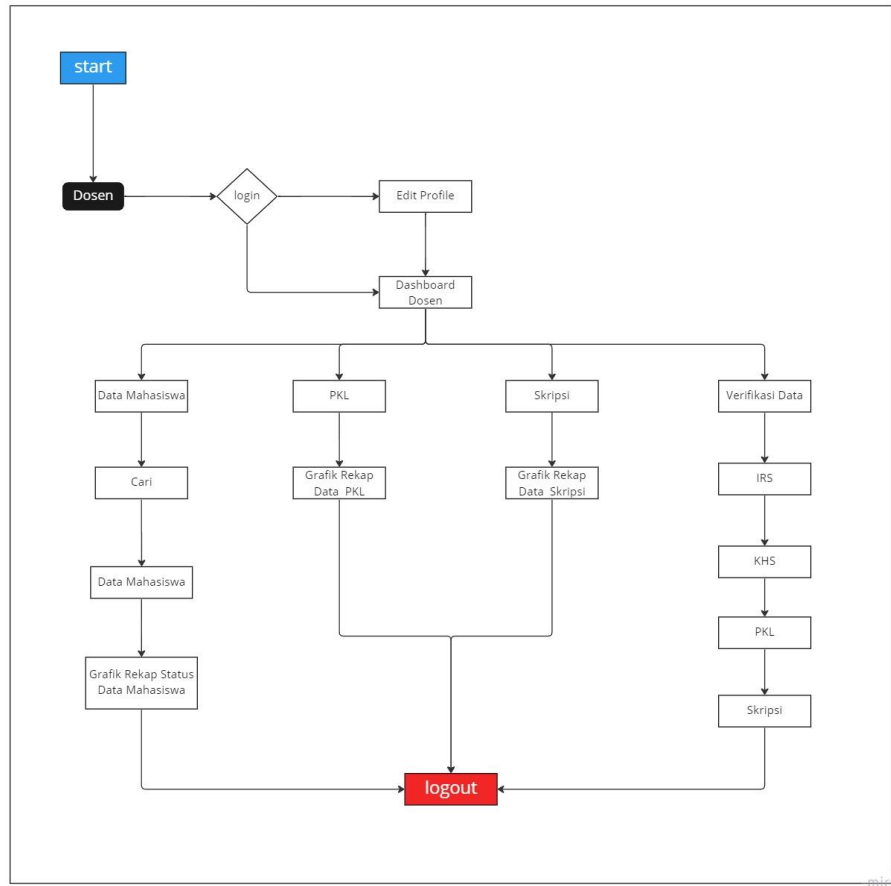 start
Dosen
login
Edit Profile
Dashboard
Dosen
Data Mahasiswa
PKL
Skripsi
Verifikasi Data
Cari
Grafik Rekap
Data PKL
Grafik Rekap
Data Skripsi
IRS
KHS
Data Mahasiswa
PKL
Grafik Rekap Status
Data Mahasiswa
Skripsi
logout